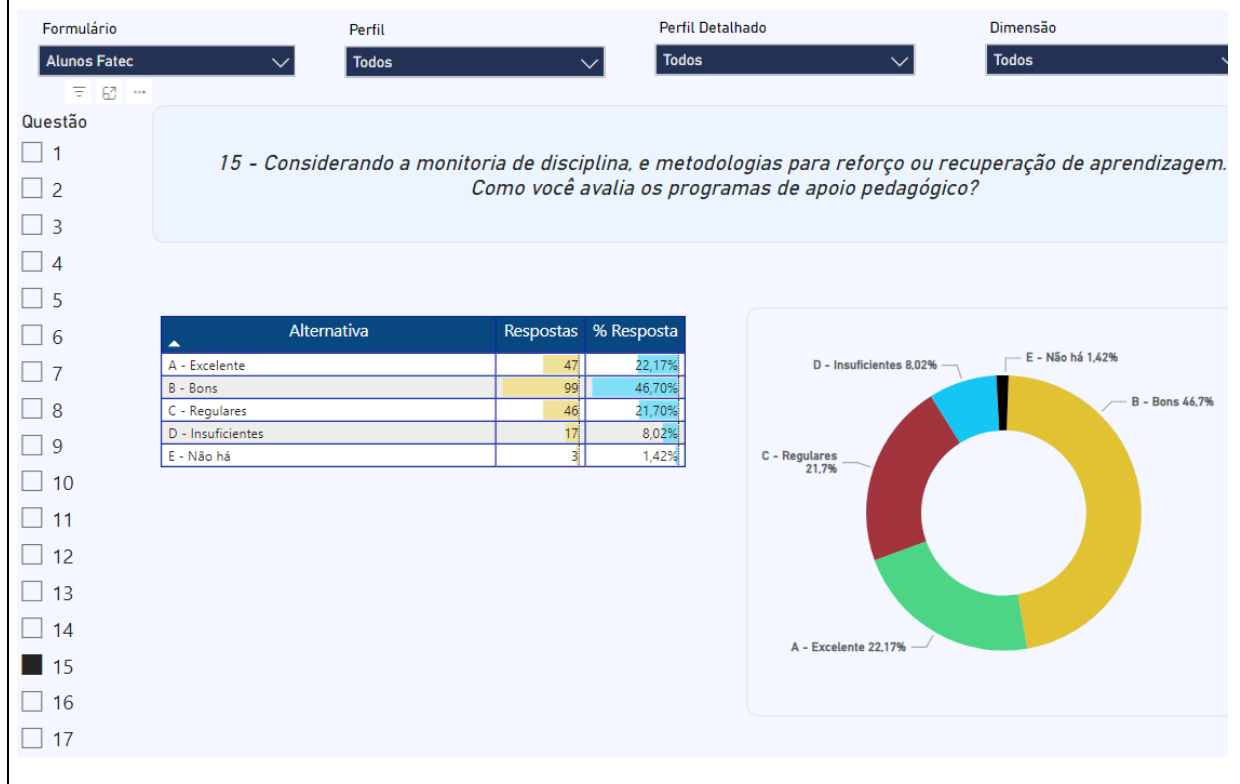 Formulário
Perfil
Perfil Detalhado
Dimensão
Alunos Fatec
Todos
Todos
Todos
Questão
1
2
3
4
5
6
7
8
9
10
11
12
13
14
15
16
17
15 - Considerando a monitoria de disciplina, e metodologias para reforço ou recuperação de aprendizagem.
Como você avalia os programas de apoio pedagógico?
Alternativa Respostas % Resposta
A - Excelente 47 22,17%
B - Bons 99 46,70%
C - Regulares 46 21,70%
D - Insuficientes 17 8,02%
E - Não há 3 1,42%
D - Insuficientes 8,02%
E - Não há 1,42%
B - Bons 46,7%
C - Regulares
21,7%
A - Excelente 22,17%